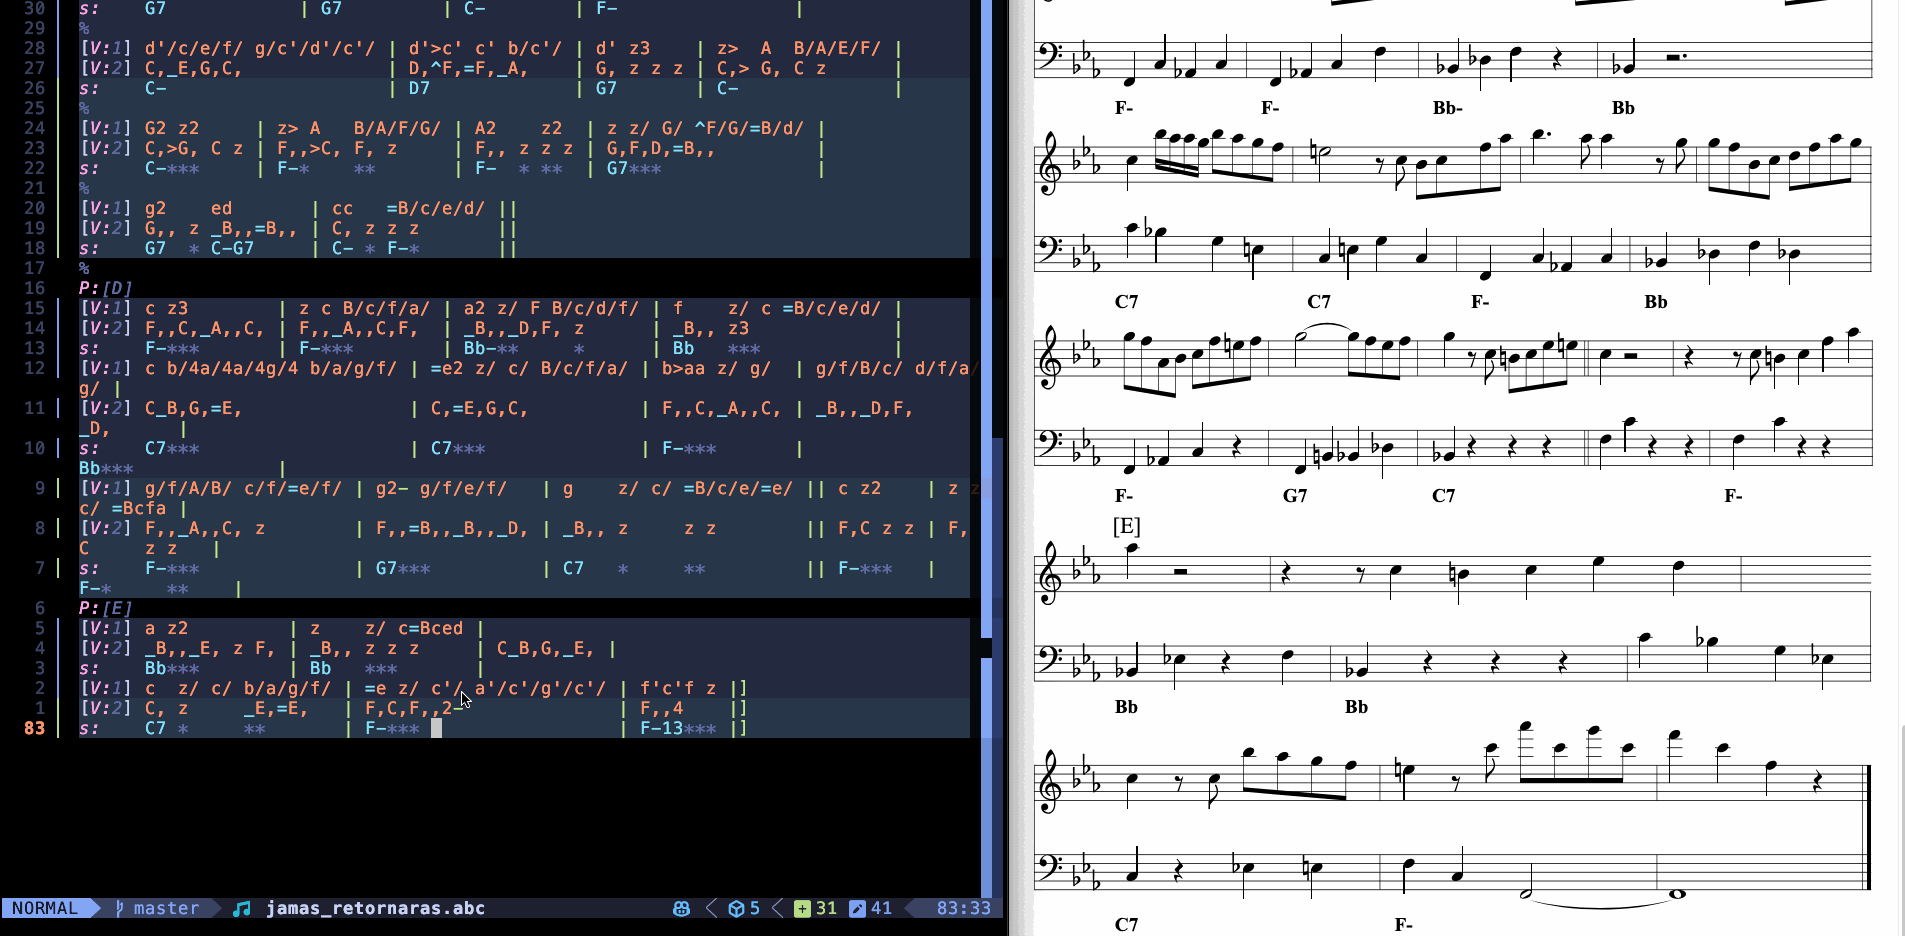 30 s: G7 | G7 | C- | F- |
29 %
28 [V:1] d'/c/e/f/ g/c'/d'/c'/ | d'>c' c' b/c'/ | d' z3 | z> A B/A/E/F/ |
27 [V:2] C,_E,G,C, | D,^F,=F,_A, | G, z z z | C,> G, C z |
26 s: C- | D7 | G7 | C- |
25 %
24 [V:1] G2 z2 | z> A B/A/F/G/ | A2 z2 | z z/ G/ ^F/G/=B/d/ |
23 [V:2] C,>G, C z | F,,>C, F, z | F,, z z z | G,F,D,=B,, |
22 s: C-*** | F-* ** | F- * ** | G7*** |
21 %
20 [V:1] g2 ed | cc =B/c/e/d/ ||
19 [V:2] G,, z _B,,=B,, | C, z z z ||
18 s: G7 * C-G7 | C- * F-* ||
17 %
16 P:[D]
15 [V:1] c z3 | z c B/c/f/a/ | a2 z/ F B/c/d/f/ | f z/ c =B/c/e/d/ |
14 [V:2] F,,C,_A,,C, | F,,_A,,C,F, | _B,,_D,F, z | _B,, z3 |
13 s: F-*** | F-*** | Bb-** * | Bb *** |
12 [V:1] c b/4a/4a/4g/4 b/a/g/f/ | =e2 z/ c/ B/c/f/a/ | b>aa z/ g/ | g/f/B/c/ d/f/a/
g/ |
11 [V:2] C_B,G,=E, | C,=E,G,C, | F,,C,_A,,C, | _B,,_D,F,
_D, |
10 s: C7*** | C7*** | F-*** |
Bb*** |
9 [V:1] g/f/A/B/ c/f/=e/f/ | g2- g/f/e/f/ | g z/ c/ =B/c/e/=e/ || c z2 | z z
c/ =Bcfa |
8 [V:2] F,,_A,,C, z | F,,=B,,_B,,_D, | _B,, z z z || F,C z z | F,
C z z |
7 s: F-*** | G7*** | C7 * ** || F-*** |
F-* ** |
6 P:[E]
5 [V:1] a z2 | z z/ c=Bced |
4 [V:2] _B,,_E, z F, | _B,, z z z | C_B,G,_E, |
3 s: Bb*** | Bb *** |
2 [V:1] c z/ c/ b/a/g/f/ | =e z/ c'/ a'/c'/g'/c'/ | f'c'f z |]
1 [V:2] C, z _E,=E, | F,C,F,,2- | F,,4 |]
83 s: C7 * ** | F-*** | F-13*** |]
NORMAL master jamas_retornaras.abc 5 31 41 83:33
F- F- Bb- Bb
C7 C7 F- Bb
F- G7 C7 F-
[E]
Bb Bb
C7 F-